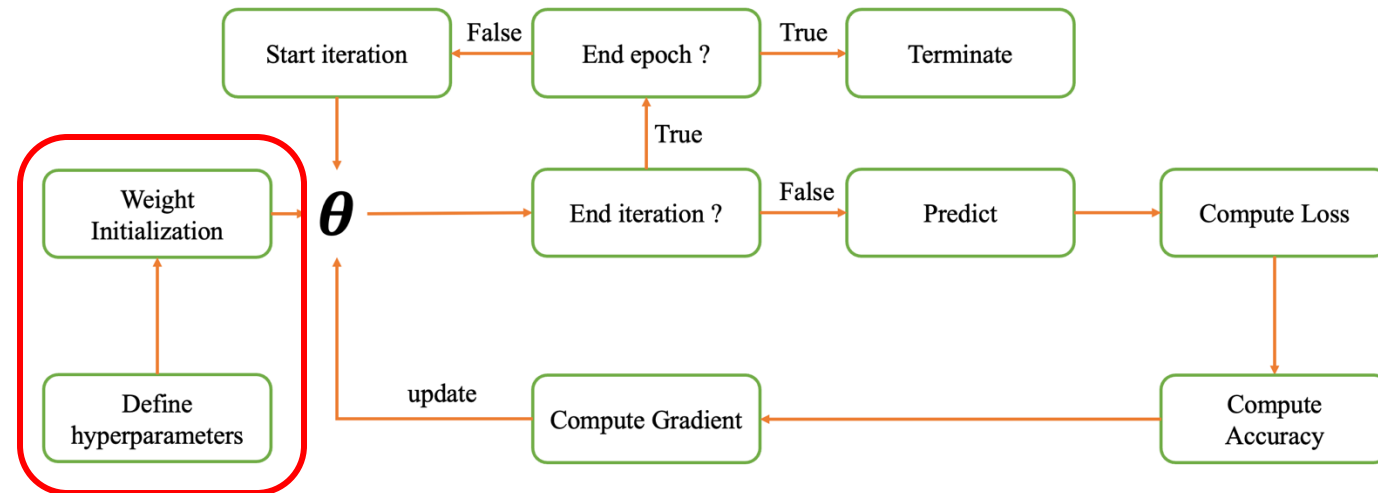 Start iteration
False
End epoch ?
True
Terminate
True
Weight
Initialization
θ
End iteration ?
False
Predict
Compute Loss
Define
hyperparameters
update
Compute Gradient
Compute
Accuracy